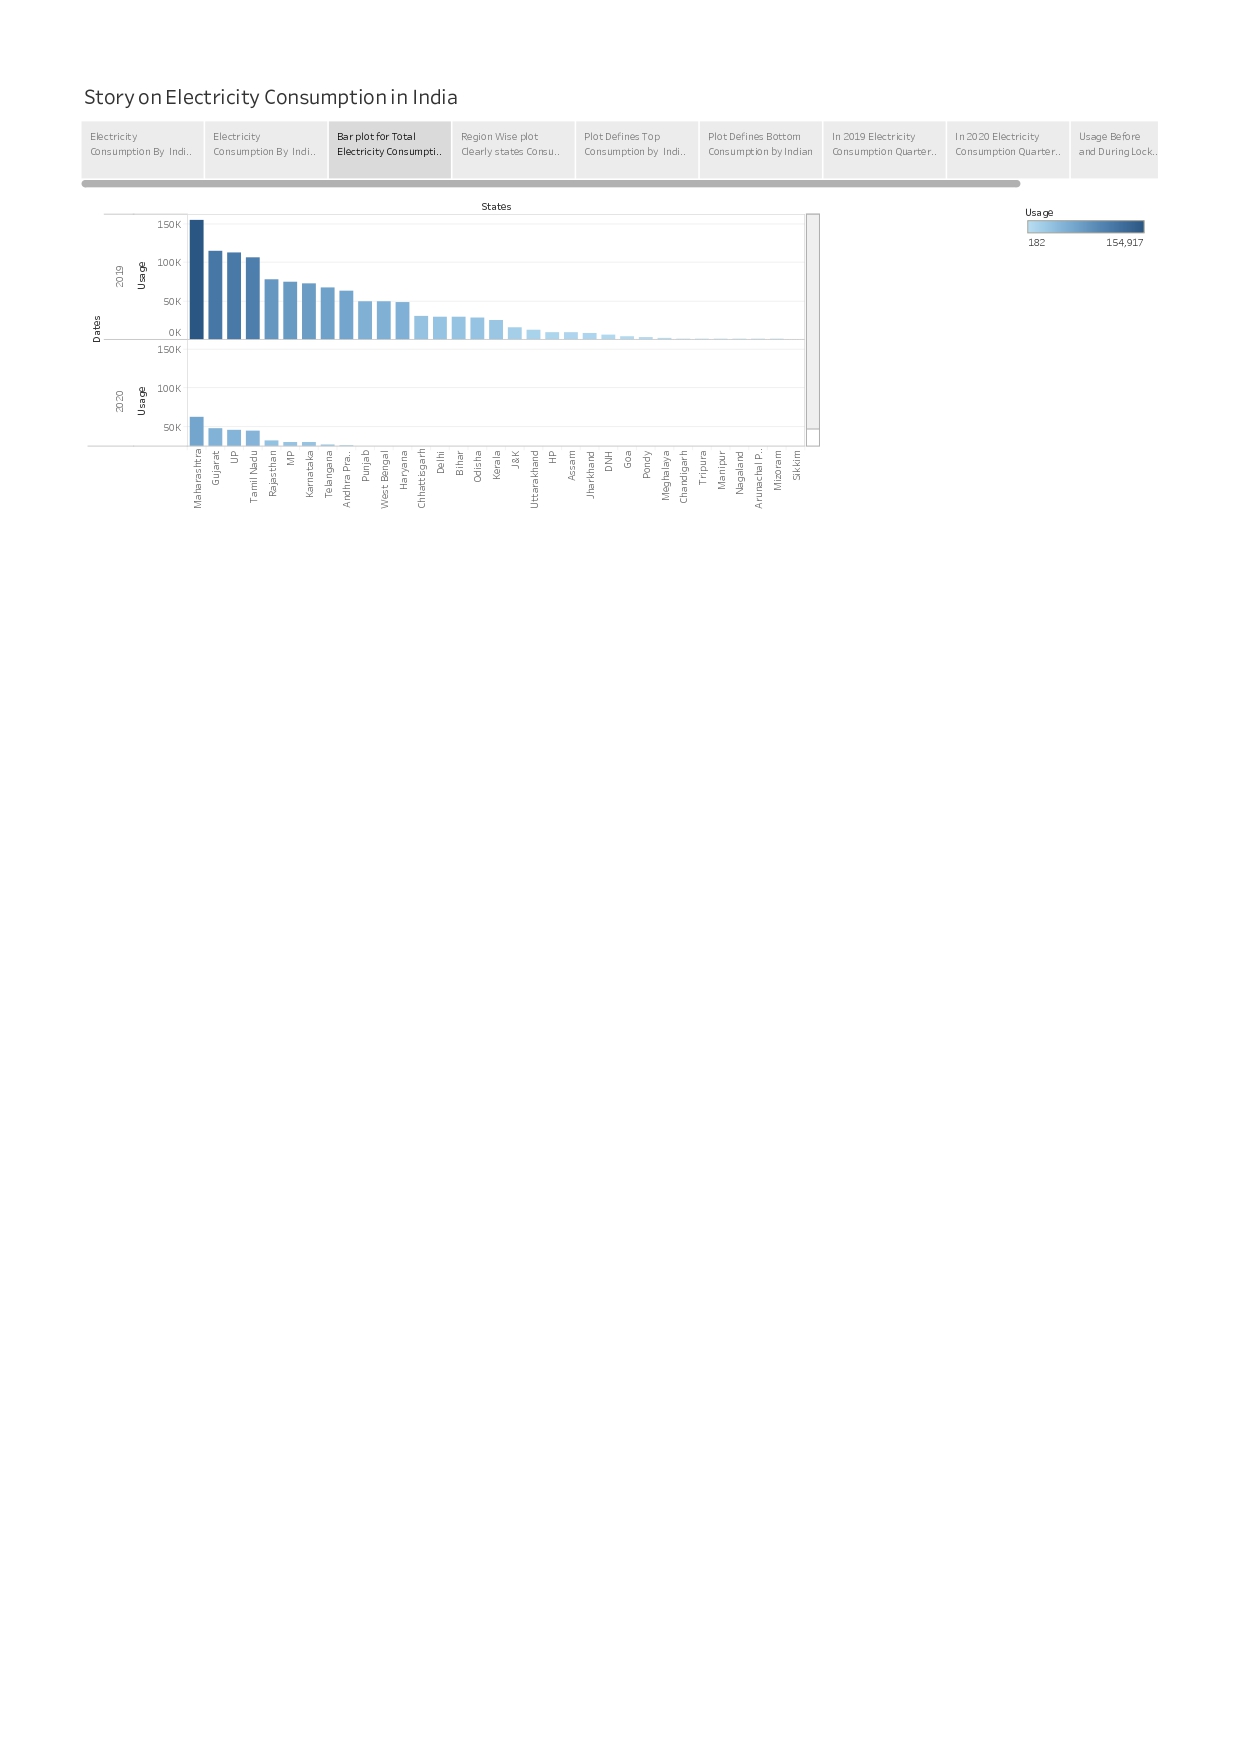 Story on Electricity Consumption in India
Electricity
Consumption By Indi..
Electricity
Consumption By Indi..
Bar plot for Total
Electricity Consumpti..
Region Wise plot
Clearly states Consu..
Plot Defines Top
Consumption by Indi..
Plot Defines Bottom
Consumption by Indian
In 2019 Electricity
Consumption Quarter..
In 2020 Electricity
Consumption Quarter..
Usage Before
and During Lock..
States
Usage
182
154,917
Dates
2019
Usage
150K
100K
50K
0K
2020
Usage
150K
100K
50K
Maharashtra
Gujarat
UP
Tamil Nadu
Rajasthan
MP
Karnataka
Telangana
Andhra Pra..
Punjab
West Bengal
Haryana
Chhattisgarh
Delhi
Bihar
Odisha
Kerala
J&K
Uttarakhand
HP
Assam
Jharkhand
DNH
Goa
Pondy
Meghalaya
Chandigarh
Tripura
Manipur
Nagaland
Arunachal P..
Mizoram
Sikkim